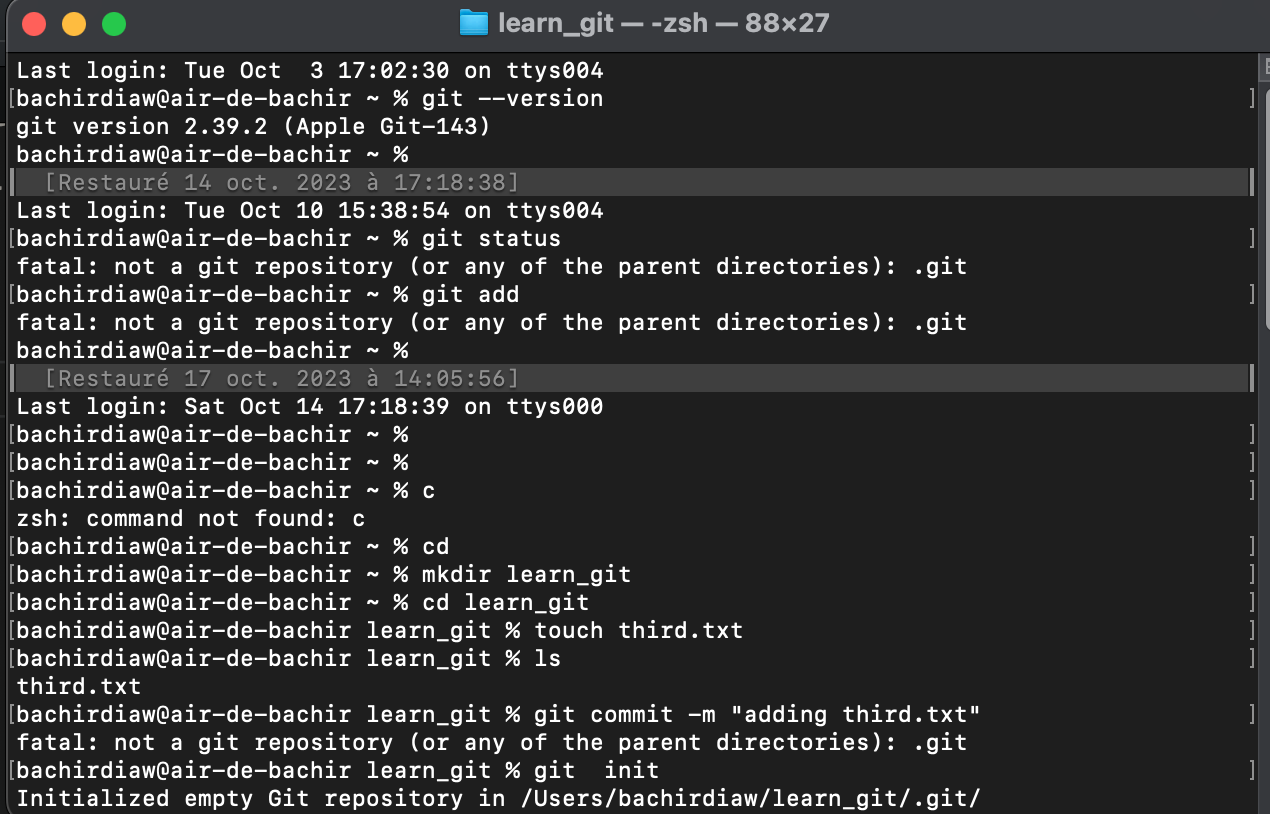 learn_git — -zsh — 88×27
Last login: Tue Oct  3 17:02:30 on ttys004
[bachirdiaw@air-de-bachir ~ % git --version ]
git version 2.39.2 (Apple Git-143)
bachirdiaw@air-de-bachir ~ %
[Restauré 14 oct. 2023 à 17:18:38]
Last login: Tue Oct 10 15:38:54 on ttys004
[bachirdiaw@air-de-bachir ~ % git status ]
fatal: not a git repository (or any of the parent directories): .git
[bachirdiaw@air-de-bachir ~ % git add ]
fatal: not a git repository (or any of the parent directories): .git
bachirdiaw@air-de-bachir ~ %
[Restauré 17 oct. 2023 à 14:05:56]
Last login: Sat Oct 14 17:18:39 on ttys000
[bachirdiaw@air-de-bachir ~ % ]
[bachirdiaw@air-de-bachir ~ % ]
[bachirdiaw@air-de-bachir ~ % c ]
zsh: command not found: c
[bachirdiaw@air-de-bachir ~ % cd ]
[bachirdiaw@air-de-bachir ~ % mkdir learn_git ]
[bachirdiaw@air-de-bachir ~ % cd learn_git ]
[bachirdiaw@air-de-bachir learn_git % touch third.txt ]
[bachirdiaw@air-de-bachir learn_git % ls ]
third.txt
[bachirdiaw@air-de-bachir learn_git % git commit -m "adding third.txt" ]
fatal: not a git repository (or any of the parent directories): .git
[bachirdiaw@air-de-bachir learn_git % git  init ]
Initialized empty Git repository in /Users/bachirdiaw/learn_git/.git/